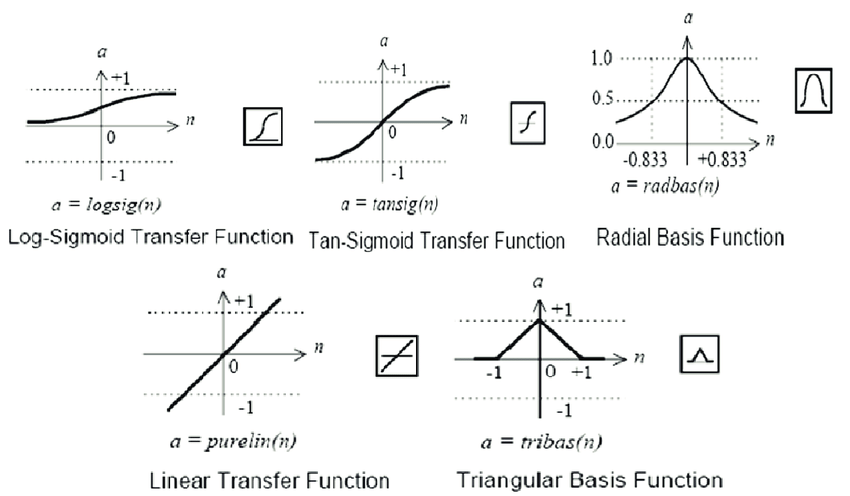 a
+1
n
0
-1
a = logsig(n)
Log-Sigmoid Transfer Function
a
+1
n
0
-1
a = tansig(n)
Tan-Sigmoid Transfer Function
a
1.0
0.5
0.0
n
-0.833 +0.833
a = radbas(n)
Radial Basis Function
a
+1
n
0
-1
a = purelin(n)
Linear Transfer Function
a
+1
n
-1 0 +1
-1
a = tribas(n)
Triangular Basis Function